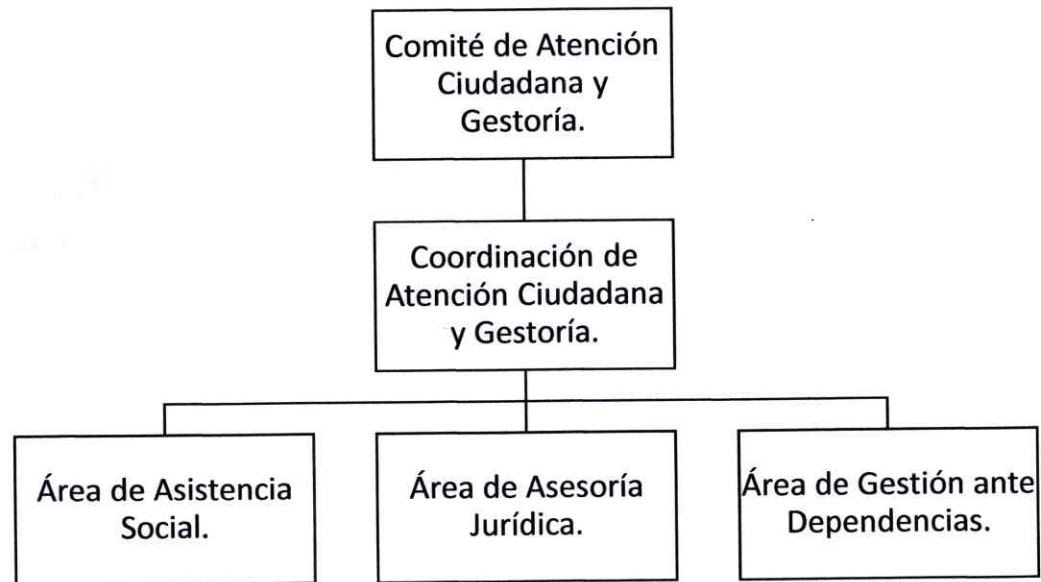 Comité de Atención
Ciudadana y
Gestoría.
Coordinación de
Atención Ciudadana
y Gestoría.
Área de Asistencia
Social.
Área de Asesoría
Jurídica.
Área de Gestión ante
Dependencias.